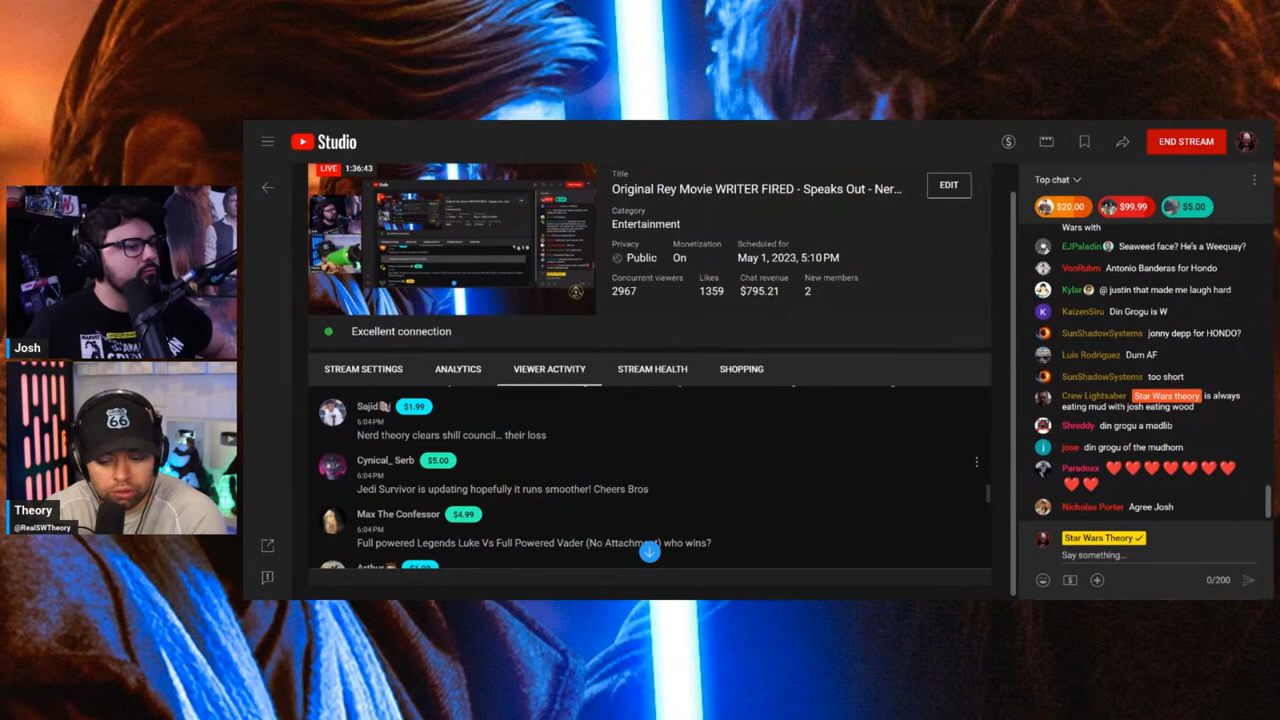 Studio
END STREAM
LIVE 1:36:43
Title
Original Rey Movie WRITER FIRED - Speaks Out - Ner...
EDIT
Category
Entertainment
Privacy
Monetization
Scheduled for
Public
On
May 1, 2023, 5:10 PM
Concurrent viewers
Likes
Chat revenue
New members
2967
1359
$795.21
2
Excellent connection
STREAM SETTINGS
ANALYTICS
VIEWER ACTIVITY
STREAM HEALTH
SHOPPING
Sajid $1.99
6:04PM
Nerd theory clears shill council... their loss
Cynical_ Serb $5.00
6:04PM
Jedi Survivor is updating hopefully it runs smoother! Cheers Bros
Max The Confessor $4.99
6:04PM
Full powered Legends Luke Vs Full Powered Vader (No Attachment) who wins?
Top chat
$20.00
$99.99
$5.00
Wars with
EJPaladin Seaweed face? He's a Weequay?
VonRuhm Antonio Banderas for Hondo
Kylar @ justin that made me laugh hard
KaizenSiru Din Grogu is W
SunShadowSystems jonny depp for HONDO?
Luis Rodriguez Dum AF
SunShadowSystems too short
Crew Lightsaber Star Wars theory is always
eating mud with josh eating wood
Shreddy din grogu a madlib
jose din grogu of the mudhorn
Paradoxx
Nicholas Porter Agree Josh
Star Wars Theory
Say something...
0/200
Josh
66
Theory
@RealSWTheory